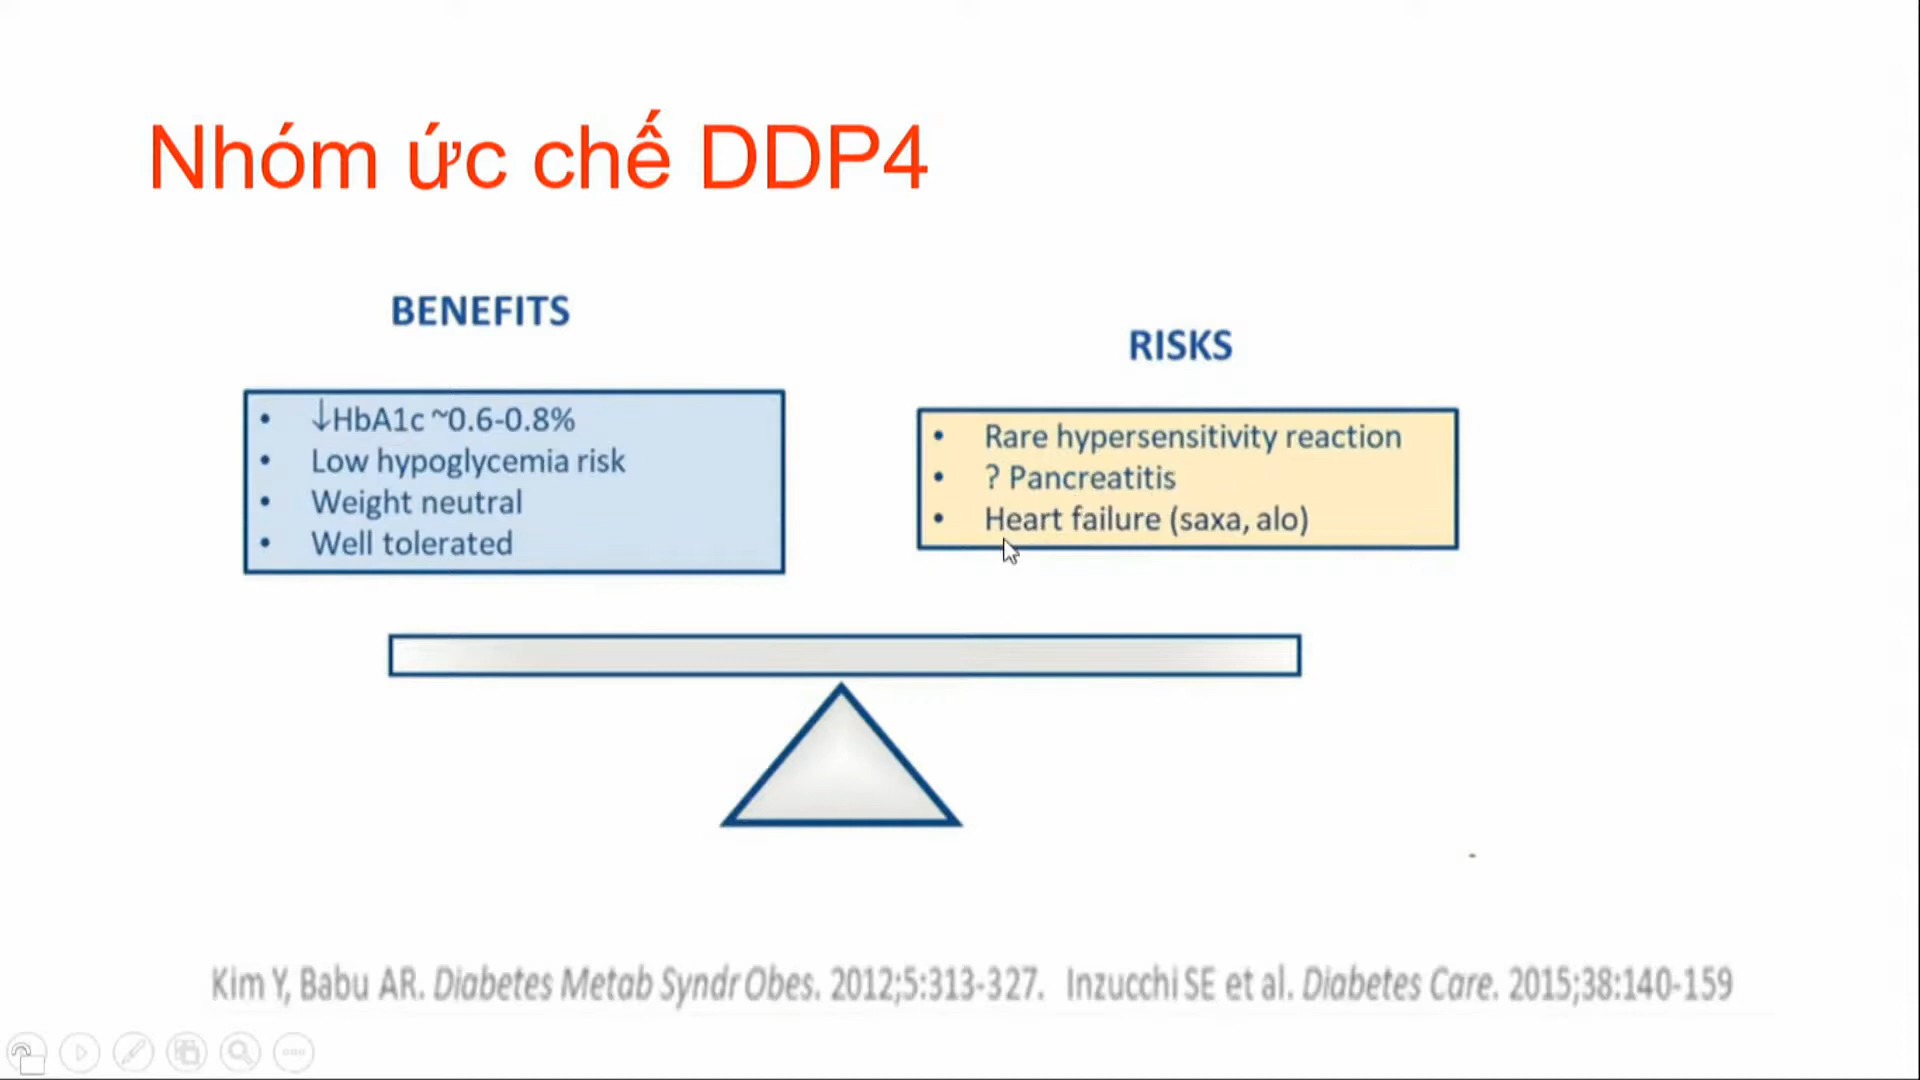 Nhóm ức chế DDP4
BENEFITS
• ↓HbA1c ~0.6-0.8%
• Low hypoglycemia risk
• Weight neutral
• Well tolerated
RISKS
• Rare hypersensitivity reaction
• ? Pancreatitis
• Heart failure (saxa, alo)
Kim Y, Babu AR. Diabetes Metab Syndr Obes. 2012;5:313-327. Inzucchi SE et al. Diabetes Care. 2015;38:140-159